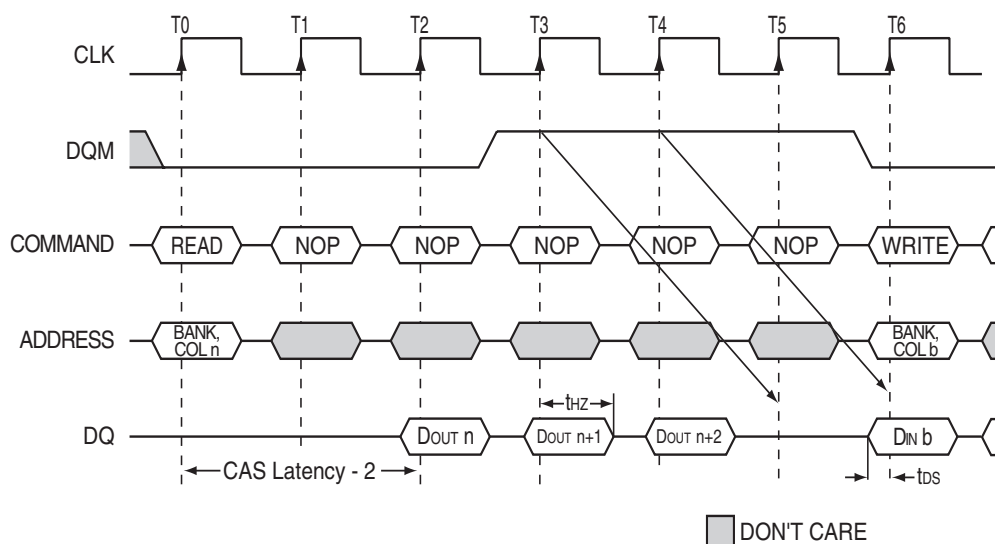 T0 T1 T2 T3 T4 T5 T6
CLK
DQM
COMMAND READ NOP NOP NOP NOP NOP WRITE
ADDRESS BANK, COL n BANK, COL b
tHZ
DQ DOUT n DOUT n+1 DOUT n+2 DIN b
CAS Latency - 2 tDS
DON'T CARE